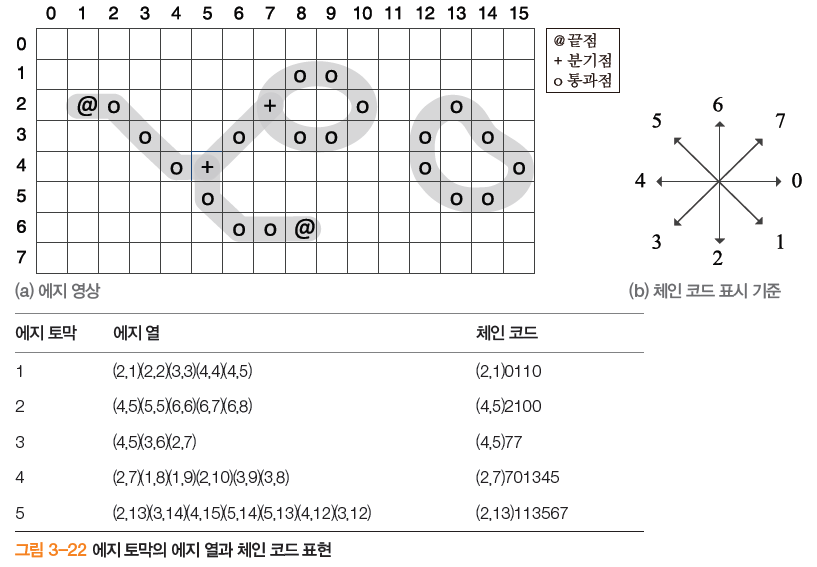 0 1 2 3 4 5 6 7 8 9 10 11 12 13 14 15
0
@끝점
1 o o
+ 분기점
o 통과점
2 @ o + o o
3 o o o o o o
4 o + o o
5 o o o
6 o o @
7
6
5 7
4 0
3 1
2
(a) 에지 영상
(b) 체인 코드 표시 기준
에지 토막 에지 열 체인 코드
1 (2,1)(2,2)(3,3)(4,4)(4,5) (2,1)0110
2 (4,5)(5,5)(6,6)(6,7)(6,8) (4,5)2100
3 (4,5)(3,6)(2,7) (4,5)77
4 (2,7)(1,8)(1,9)(2,10)(3,9)(3,8) (2,7)701345
5 (2,13)(3,14)(4,15)(5,14)(5,13)(4,12)(3,12) (2,13)113567
그림 3-22 에지 토막의 에지 열과 체인 코드 표현